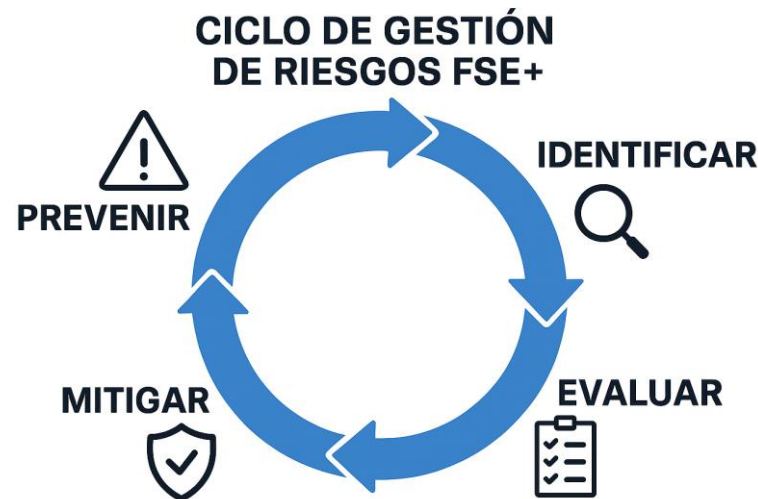 CICLO DE GESTIÓN
DE RIESGOS FSE+
IDENTIFICAR
PREVENIR
MITIGAR
EVALUAR